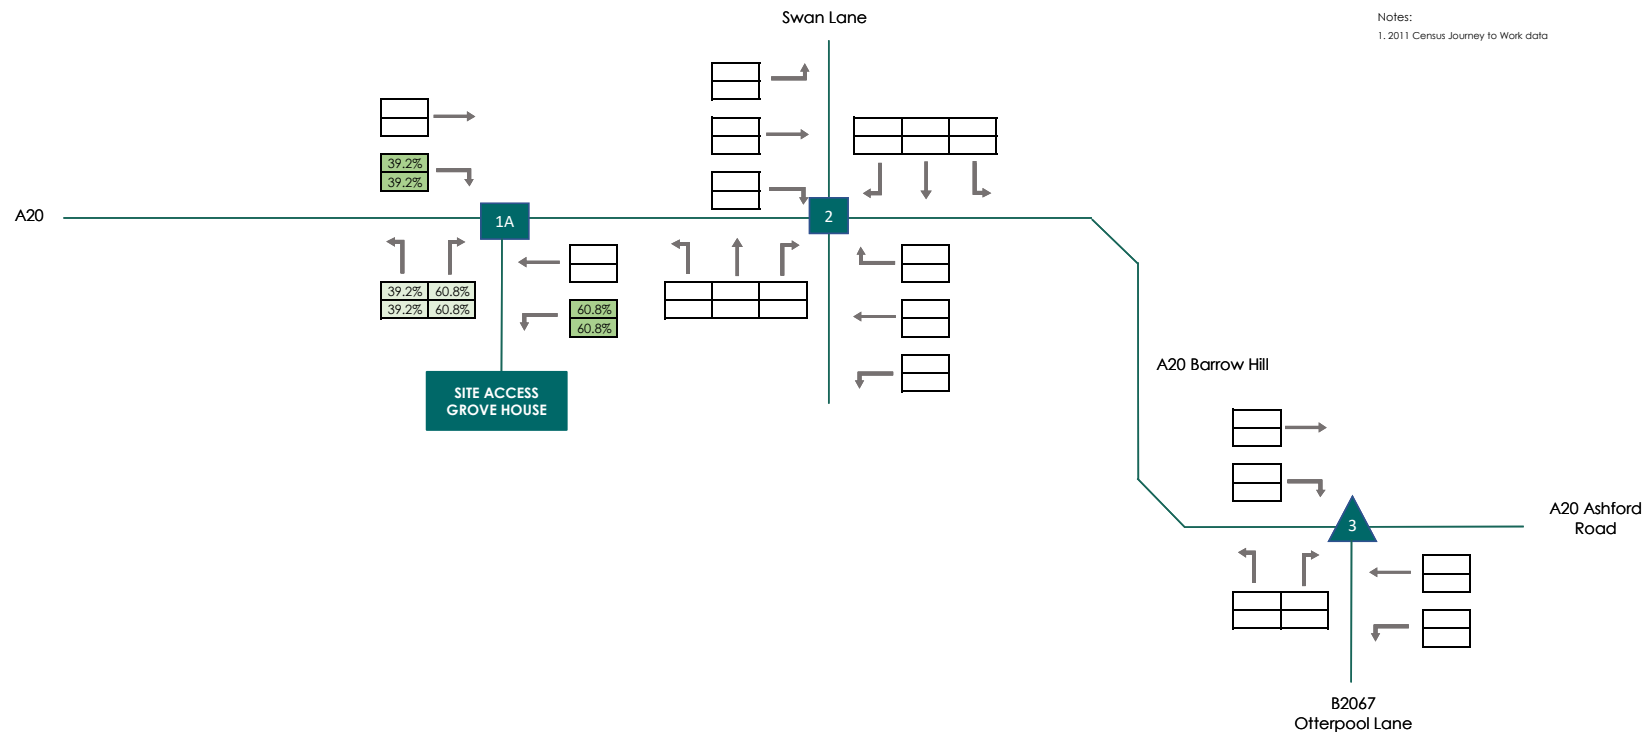 Swan Lane
Notes:
1. 2011 Census Journey to Work data
39.2%
39.2%
A20
1A
2
39.2% 60.8%
39.2% 60.8%
60.8%
60.8%
SITE ACCESS
GROVE HOUSE
A20 Barrow Hill
3
A20 Ashford
Road
B2067
Otterpool Lane